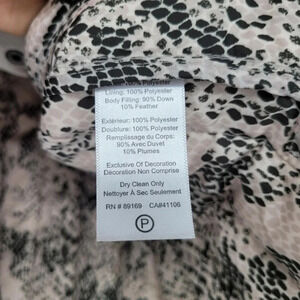 100% Polyester
Lining: 100% Polyester
Body Filling: 90% Down
10% Feather
Extérieur: 100% Polyester
Doublure: 100% Polyester
Remplissage du Corps:
90% Avec Duvet
10% Plumes
Exclusive Of Decoration
Decoration Non Comprise
Dry Clean Only
Nettoyer À Sec Seulement
RN # 89169 CA#41106
P